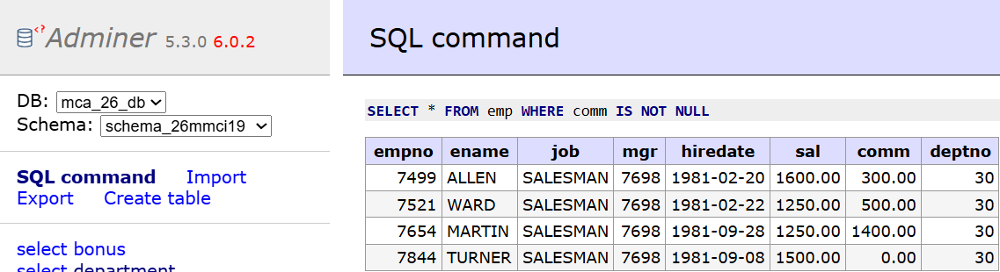 Adminer 5.3.0 6.0.2
DB: mca_26_db
Schema: schema_26mmci19
SQL command Import
Export Create table
select bonus
select department
SQL command
SELECT * FROM emp WHERE comm IS NOT NULL
empno ename job mgr hiredate sal comm deptno
7499 ALLEN SALESMAN 7698 1981-02-20 1600.00 300.00 30
7521 WARD SALESMAN 7698 1981-02-22 1250.00 500.00 30
7654 MARTIN SALESMAN 7698 1981-09-28 1250.00 1400.00 30
7844 TURNER SALESMAN 7698 1981-09-08 1500.00 0.00 30